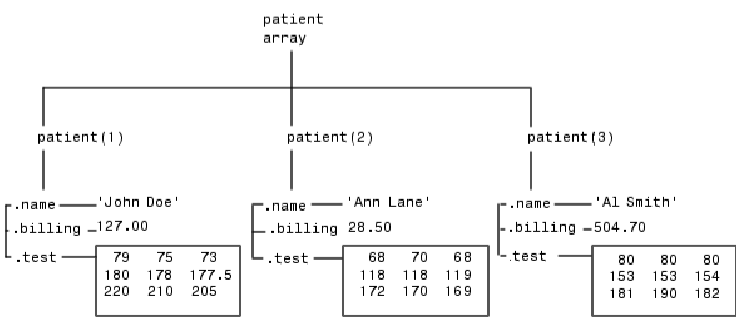 patient
array
patient(1)
patient(2)
patient(3)
.name 'John Doe'
.billing 127.00
.test
79 75 73
180 178 177.5
220 210 205
.name 'Ann Lane'
.billing 28.50
.test
68 70 68
118 118 119
172 170 169
.name 'Al Smith'
.billing 504.70
.test
80 80 80
153 153 154
181 190 182